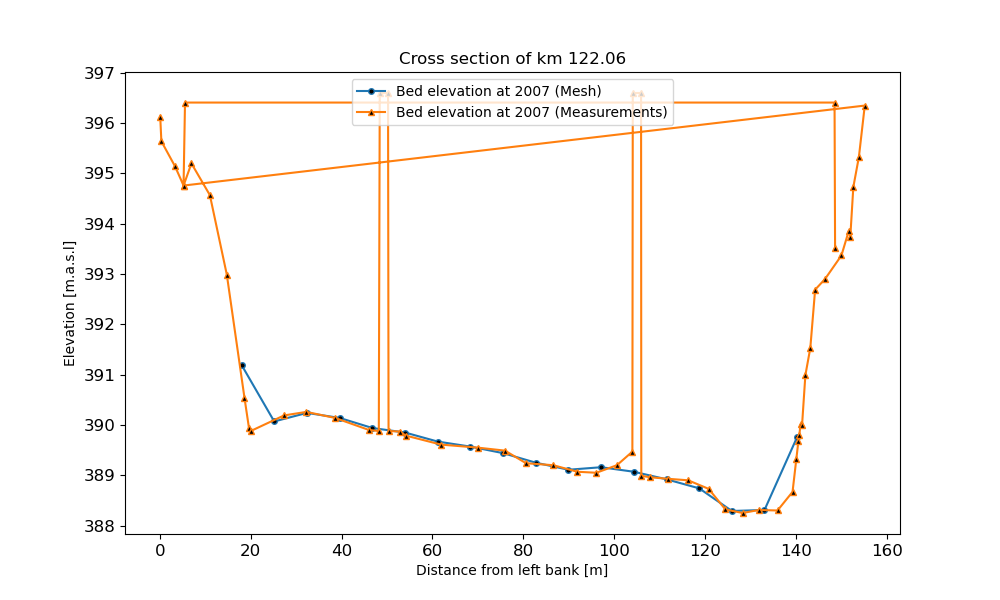 Cross section of km 122.06
Bed elevation at 2007 (Mesh)
Bed elevation at 2007 (Measurements)
Elevation [m.a.s.l]
397
396
395
394
393
392
391
390
389
388
0 20 40 60 80 100 120 140 160
Distance from left bank [m]